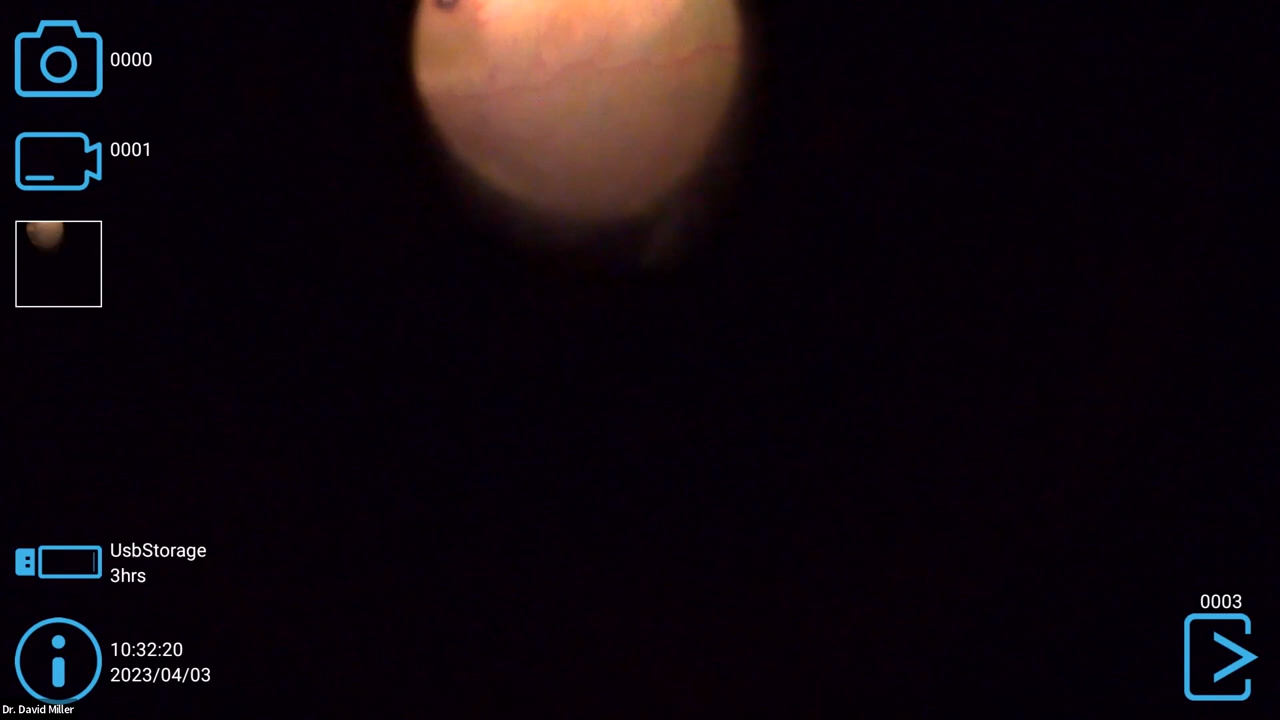 0000
0001
UsbStorage
3hrs
0003
10:32:20
2023/04/03
Dr. David Miller